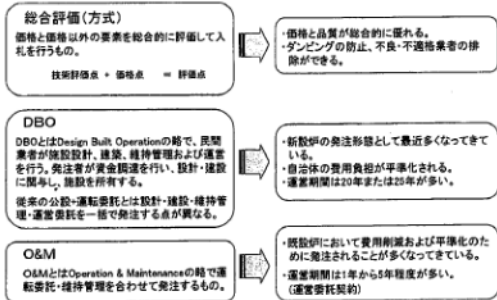 総合評価(方式)
価格と価格以外の要素を総合的に評価して入
札を行うもの。
技術評価点 + 価格点 = 評価点
・価格と品質が総合的に優れる。
・ダンピングの防止、不良・不適格業者の排
除ができる。
DBO
DBOとはDesign Built Operationの略で、民間
業者が施設設計、建築、維持管理および運営
を行う。発注者が資金調達を行い、設計・建設
に関与し、施設を所有する。
従来の公設+運転委託とは設計・建設・維持管
理・運営委託を一括で発注する点が異なる。
・新設炉の発注形態として最近多くなってきて
いる。
・自治体の費用負担が平準化される。
・運営期間は20年または25年が多い。
O&M
O&MとはOperation & Maintenanceの略で運
転委託・維持管理を合わせて発注するもの。
・既設炉において費用削減および平準化のた
めに発注されることが多くなってきている。
・運営期間は1年から5年程度が多い。
(運営委託契約)